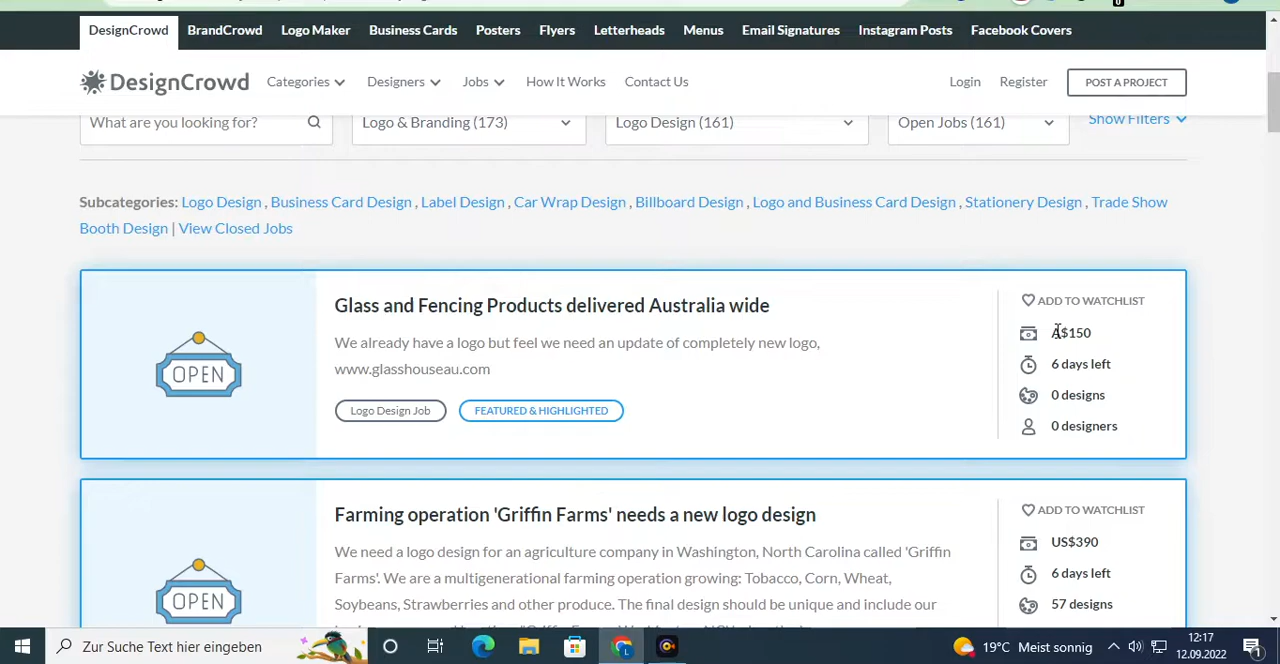 DesignCrowd BrandCrowd Logo Maker Business Cards Posters Flyers Letterheads Menus Email Signatures Instagram Posts Facebook Covers
DesignCrowd Categories Designers Jobs How It Works Contact Us Login Register POST A PROJECT
What are you looking for? Logo & Branding (173) Logo Design (161) Open Jobs (161) Show Filters
Subcategories: Logo Design , Business Card Design , Label Design , Car Wrap Design , Billboard Design , Logo and Business Card Design , Stationery Design , Trade Show
Booth Design | View Closed Jobs
OPEN
Glass and Fencing Products delivered Australia wide
We already have a logo but feel we need an update of completely new logo,
www.glasshouseau.com
Logo Design Job FEATURED & HIGHLIGHTED
ADD TO WATCHLIST
A$150
6 days left
0 designs
0 designers
OPEN
Farming operation 'Griffin Farms' needs a new logo design
We need a logo design for an agriculture company in Washington, North Carolina called 'Griffin
Farms'. We are a multigenerational farming operation growing: Tobacco, Corn, Wheat,
Soybeans, Strawberries and other produce. The final design should be unique and include our
ADD TO WATCHLIST
US$390
6 days left
57 designs
Zur Suche Text hier eingeben
19°C Meist sonnig
12:17
12.09.2022
1